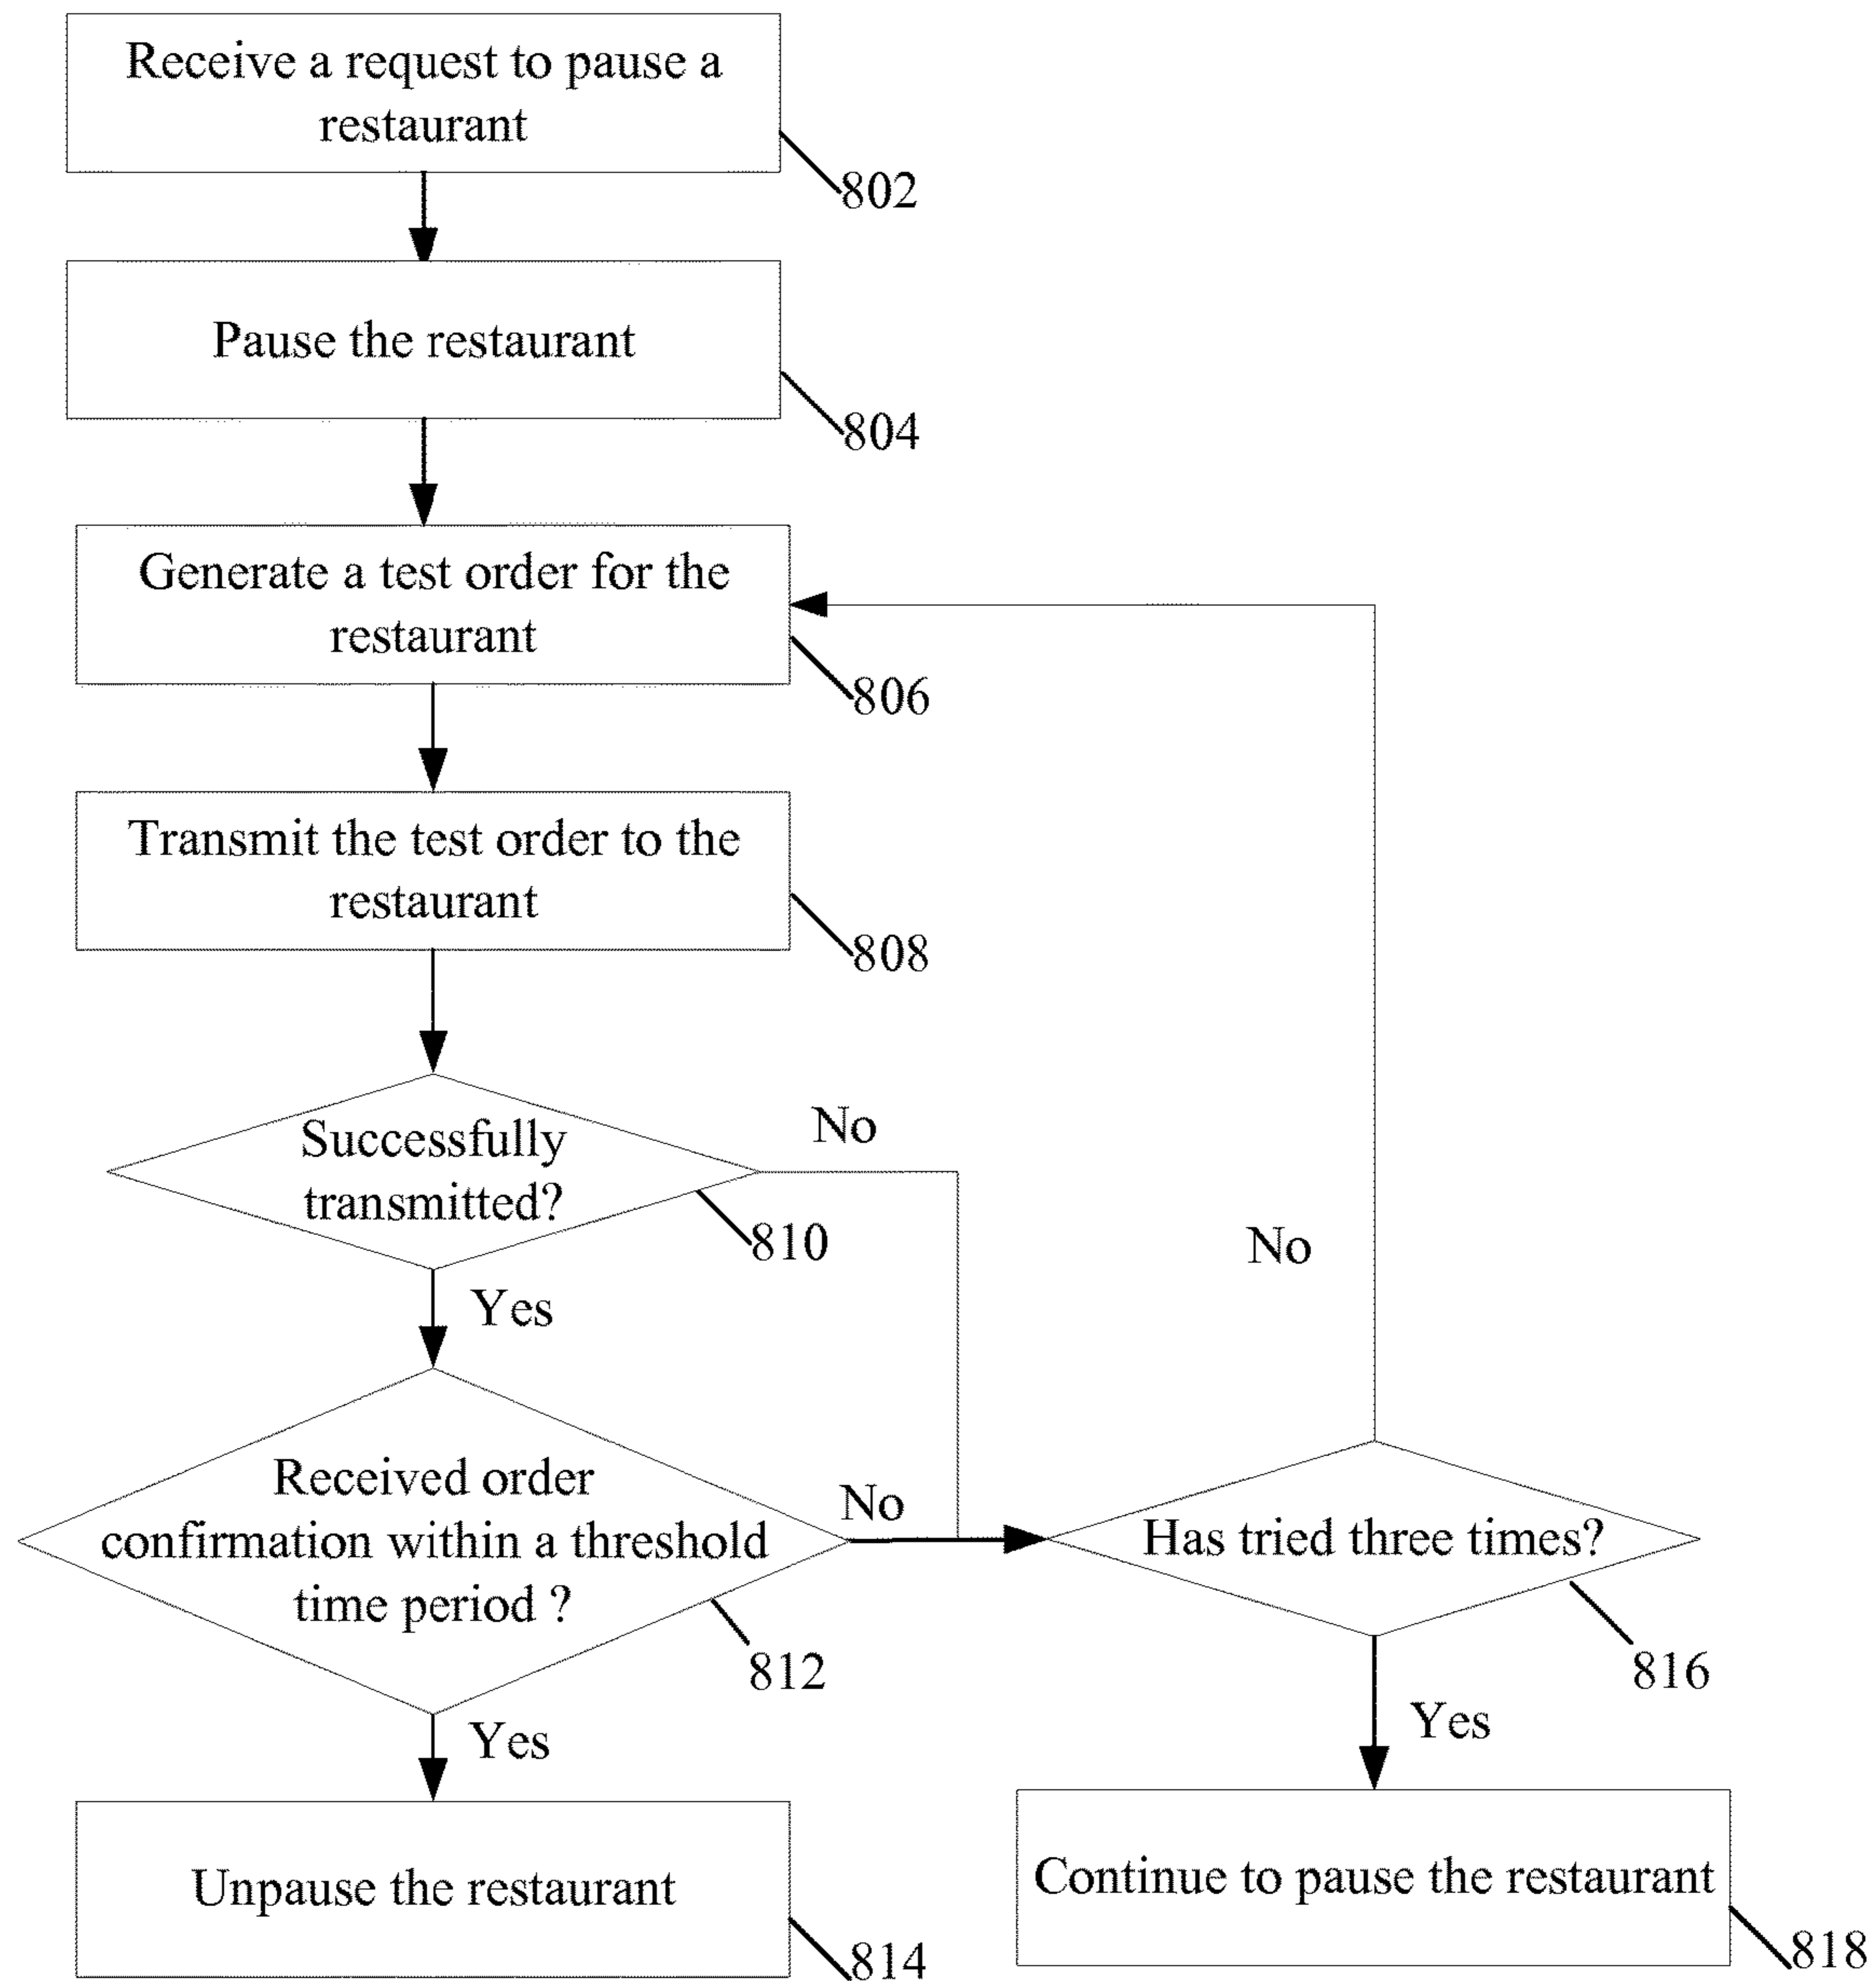 Receive a request to pause a
restaurant
802
Pause the restaurant
804
Generate a test order for the
restaurant
806
Transmit the test order to the
restaurant
808
Successfully
transmitted?
No
810
Yes
No
Received order
confirmation within a threshold
time period ?
No
812
Has tried three times?
816
Yes
Yes
Unpause the restaurant
814
Continue to pause the restaurant
818